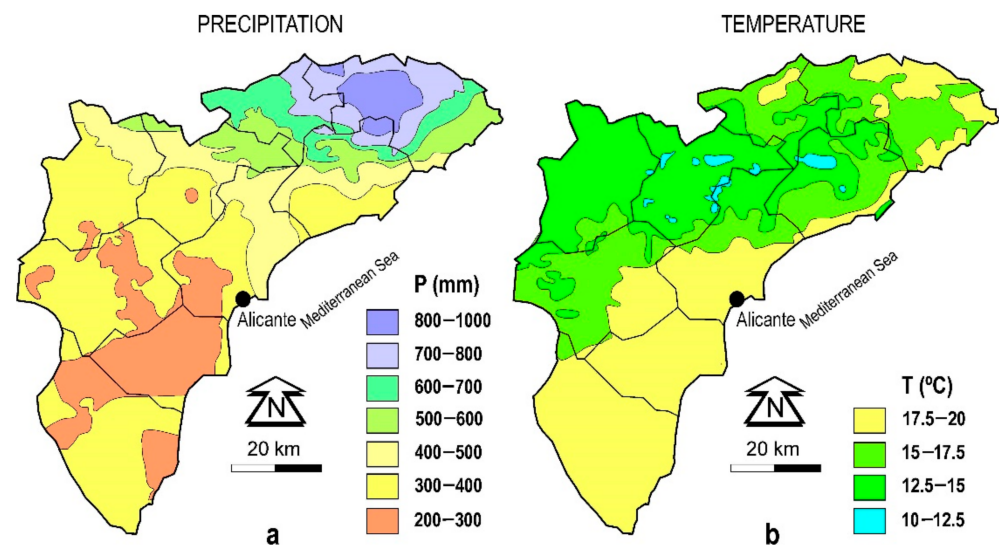 PRECIPITATION
Alicante
Mediterranean Sea
P (mm)
800–1000
700–800
600–700
500–600
400–500
300–400
200–300
N
20 km
a
TEMPERATURE
Alicante
Mediterranean Sea
T (ºC)
17.5–20
15–17.5
12.5–15
10–12.5
N
20 km
b